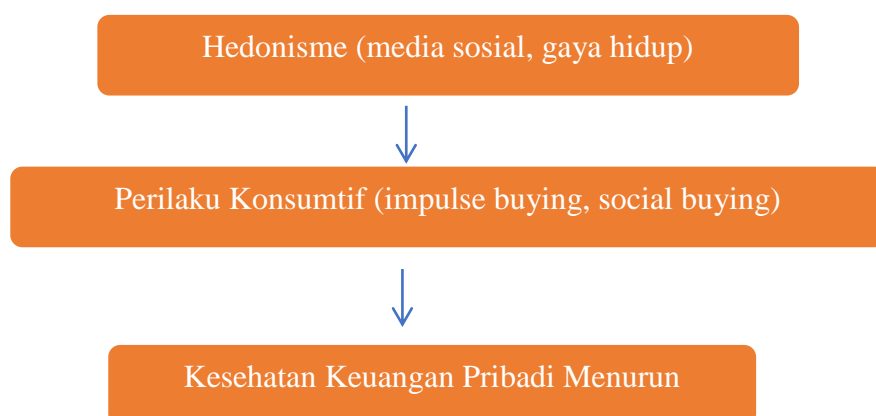 Hedonisme (media sosial, gaya hidup)
Perilaku Konsumtif (impulse buying, social buying)
Kesehatan Keuangan Pribadi Menurun